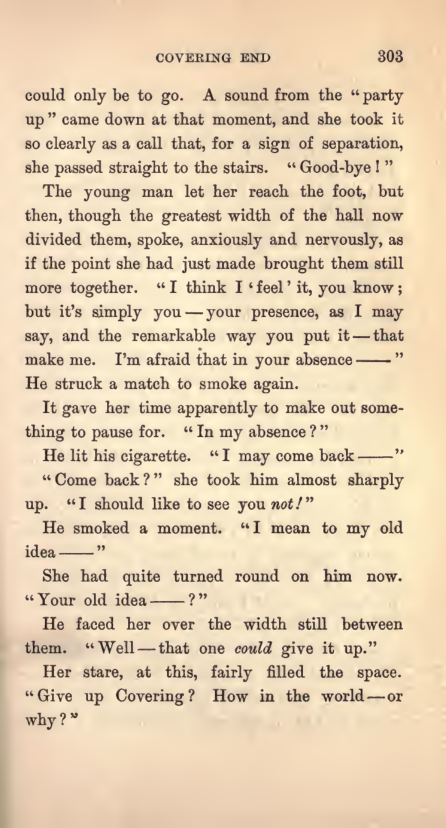 COVERING END 303
could only be to go. A sound from the “party
up” came down at that moment, and she took it
so clearly as a call that, for a sign of separation,
she passed straight to the stairs. “Good-bye!”
The young man let her reach the foot, but
then, though the greatest width of the hall now
divided them, spoke, anxiously and nervously, as
if the point she had just made brought them still
more together. “I think I ‘feel’ it, you know;
but it’s simply you — your presence, as I may
say, and the remarkable way you put it — that
make me. I’m afraid that in your absence ——”
He struck a match to smoke again.
It gave her time apparently to make out some-
thing to pause for. “In my absence?”
He lit his cigarette. “I may come back ——”
“Come back?” she took him almost sharply
up. “I should like to see you not!”
He smoked a moment. “I mean to my old
idea ——”
She had quite turned round on him now.
“Your old idea ——?”
He faced her over the width still between
them. “Well — that one could give it up.”
Her stare, at this, fairly filled the space.
“Give up Covering? How in the world — or
why?”